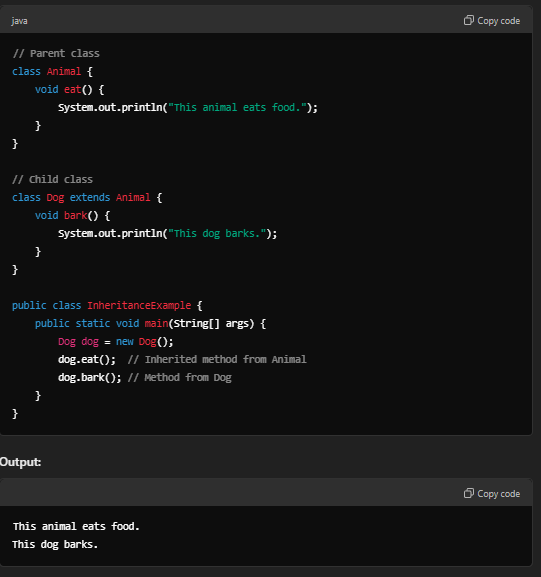 java
Copy code
// Parent class
class Animal {
    void eat() {
        System.out.println("This animal eats food.");
    }
}
// Child class
class Dog extends Animal {
    void bark() {
        System.out.println("This dog barks.");
    }
}
public class InheritanceExample {
    public static void main(String[] args) {
        Dog dog = new Dog();
        dog.eat();  // Inherited method from Animal
        dog.bark(); // Method from Dog
    }
}
Output:
Copy code
This animal eats food.
This dog barks.